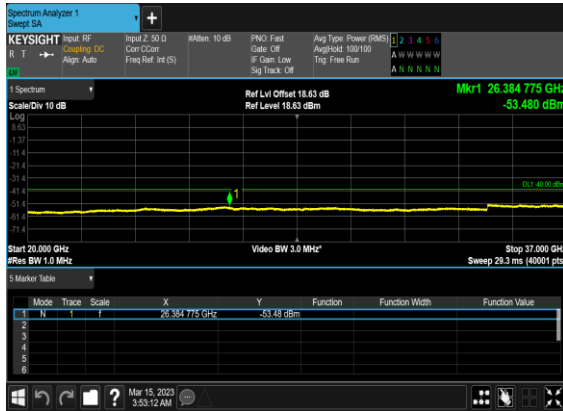 Spectrum Analyzer 1
Swept SA
+
KEYSIGHT Input: RF Input Z: 50 Ω #Atten: 10 dB PNO: Fast Avg Type: Power (RMS) 1 2 3 4 5 6
R T Coupling: DC Corr CCorr Gate: Off Avg|Hold: 100/100 A W W W W W
Align: Auto Freq Ref: Int (S) IF Gain: Low Trig: Free Run
Sig Track: Off A N N N N N
LU
1 Spectrum Ref Lvl Offset 18.63 dB Mkr1 26.384 775 GHz
Scale/Div 10 dB Ref Level 18.63 dBm -53.480 dBm
Log
8.63
-1.37
-11.4
-21.4
-31.4
DL1 -40.00 dBm
-41.4
1
-51.4
-61.4
-71.4
Start 20.000 GHz Video BW 3.0 MHz* Stop 37.000 GHz
#Res BW 1.0 MHz Sweep 29.3 ms (40001 pts)
5 Marker Table
Mode Trace Scale X Y Function Function Width Function Value
1 N 1 f 26.384 775 GHz -53.48 dBm
2
3
4
5
6
? Mar 15, 2023
3:53:12 AM